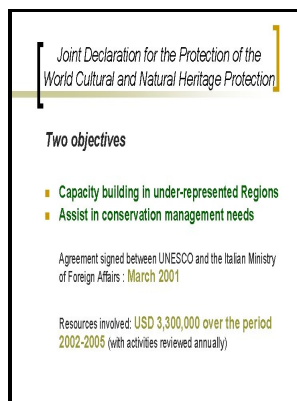 Joint Declaration for the Protection of the
World Cultural and Natural Heritage Protection
Two objectives
Capacity building in under-represented Regions
Assist in conservation management needs
Agreement signed between UNESCO and the Italian Ministry
of Foreign Affairs : March 2001
Resources involved: USD 3,300,000 over the period
2002-2005 (with activities reviewed annually)